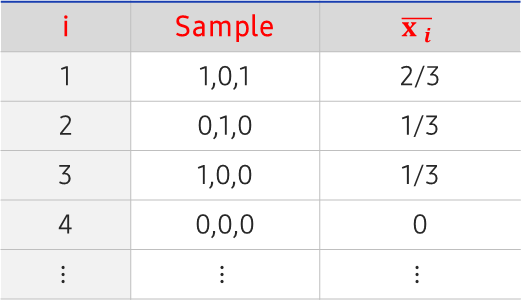 i Sample x̄ i
1 1,0,1 2/3
2 0,1,0 1/3
3 1,0,0 1/3
4 0,0,0 0
⋮ ⋮ ⋮